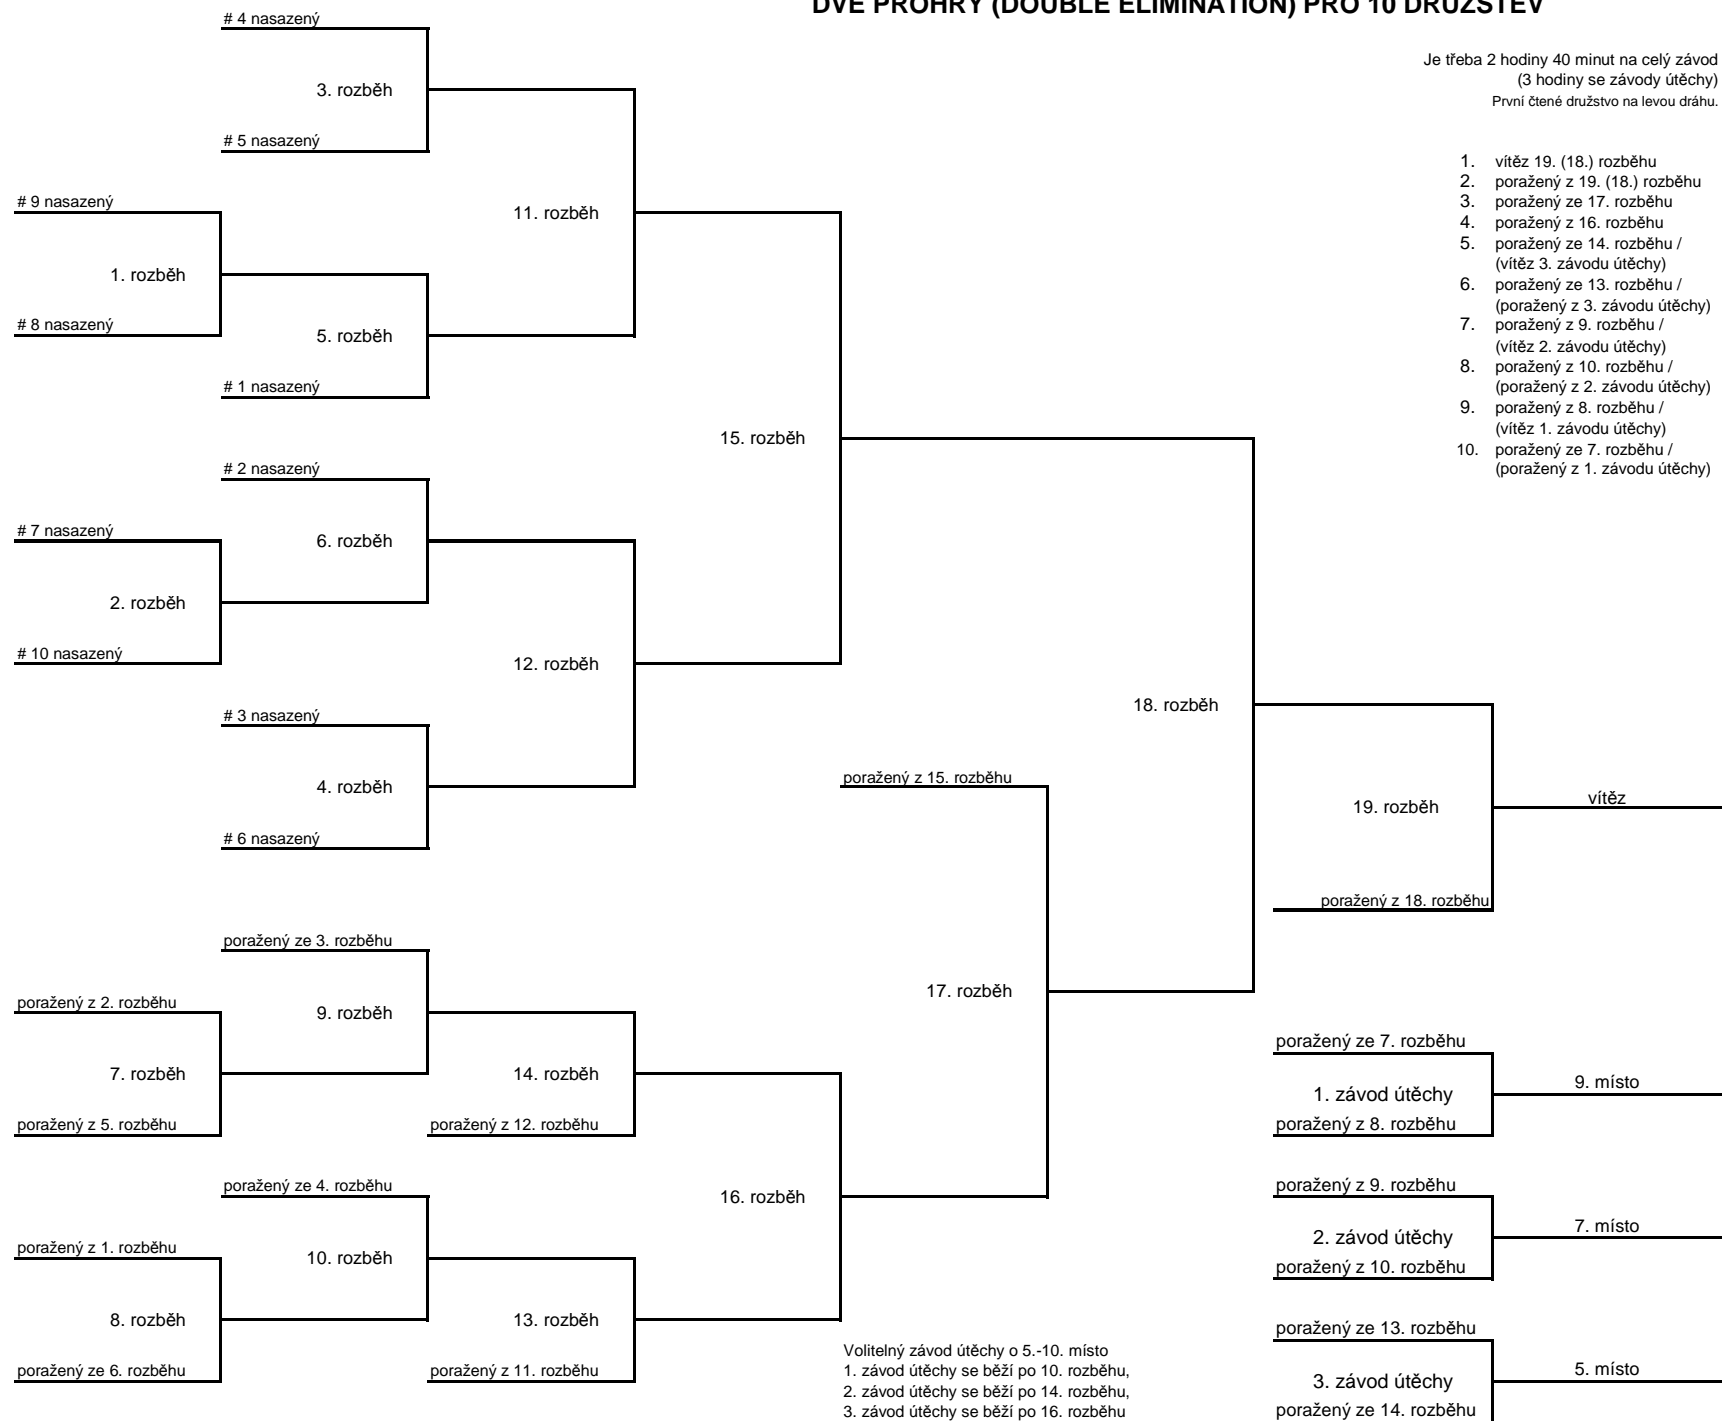 DVĚ PROHRY (DOUBLE ELIMINATION) PRO 10 DRUŽSTEV
Je třeba 2 hodiny 40 minut na celý závod
(3 hodiny se závody útěchy)
První čtené družstvo na levou dráhu.
1. vítěz 19. (18.) rozběhu
2. poražený z 19. (18.) rozběhu
3. poražený ze 17. rozběhu
4. poražený z 16. rozběhu
5. poražený ze 14. rozběhu /
(vítěz 3. závodu útěchy)
6. poražený ze 13. rozběhu /
(poražený z 3. závodu útěchy)
7. poražený z 9. rozběhu /
(vítěz 2. závodu útěchy)
8. poražený z 10. rozběhu /
(poražený z 2. závodu útěchy)
9. poražený z 8. rozběhu /
(vítěz 1. závodu útěchy)
10. poražený ze 7. rozběhu /
(poražený z 1. závodu útěchy)
# 4 nasazený
3. rozběh
# 5 nasazený
# 9 nasazený
11. rozběh
1. rozběh
# 8 nasazený
5. rozběh
# 1 nasazený
15. rozběh
# 2 nasazený
# 7 nasazený
6. rozběh
2. rozběh
# 10 nasazený
12. rozběh
# 3 nasazený
18. rozběh
4. rozběh
poražený z 15. rozběhu
19. rozběh
vítěz
# 6 nasazený
poražený z 18. rozběhu
poražený ze 3. rozběhu
poražený z 2. rozběhu
9. rozběh
17. rozběh
7. rozběh
14. rozběh
poražený z 5. rozběhu
poražený z 12. rozběhu
poražený ze 7. rozběhu
1. závod útěchy
9. místo
poražený z 8. rozběhu
poražený ze 4. rozběhu
16. rozběh
poražený z 9. rozběhu
poražený z 1. rozběhu
10. rozběh
2. závod útěchy
7. místo
poražený z 10. rozběhu
8. rozběh
13. rozběh
poražený ze 6. rozběhu
poražený z 11. rozběhu
poražený ze 13. rozběhu
3. závod útěchy
5. místo
poražený ze 14. rozběhu
Volitelný závod útěchy o 5.-10. místo
1. závod útěchy se běží po 10. rozběhu,
2. závod útěchy se běží po 14. rozběhu,
3. závod útěchy se běží po 16. rozběhu